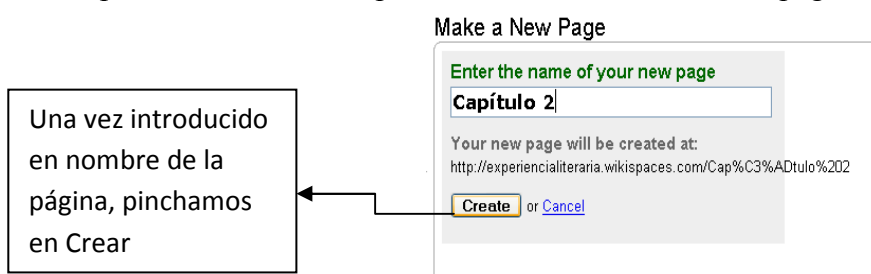 Make a New Page
Enter the name of your new page
Capítulo 2
Your new page will be created at:
http://experiencialiteraria.wikispaces.com/Cap%C3%ADtulo%202
Create or Cancel
Una vez introducido
en nombre de la
página, pinchamos
en Crear